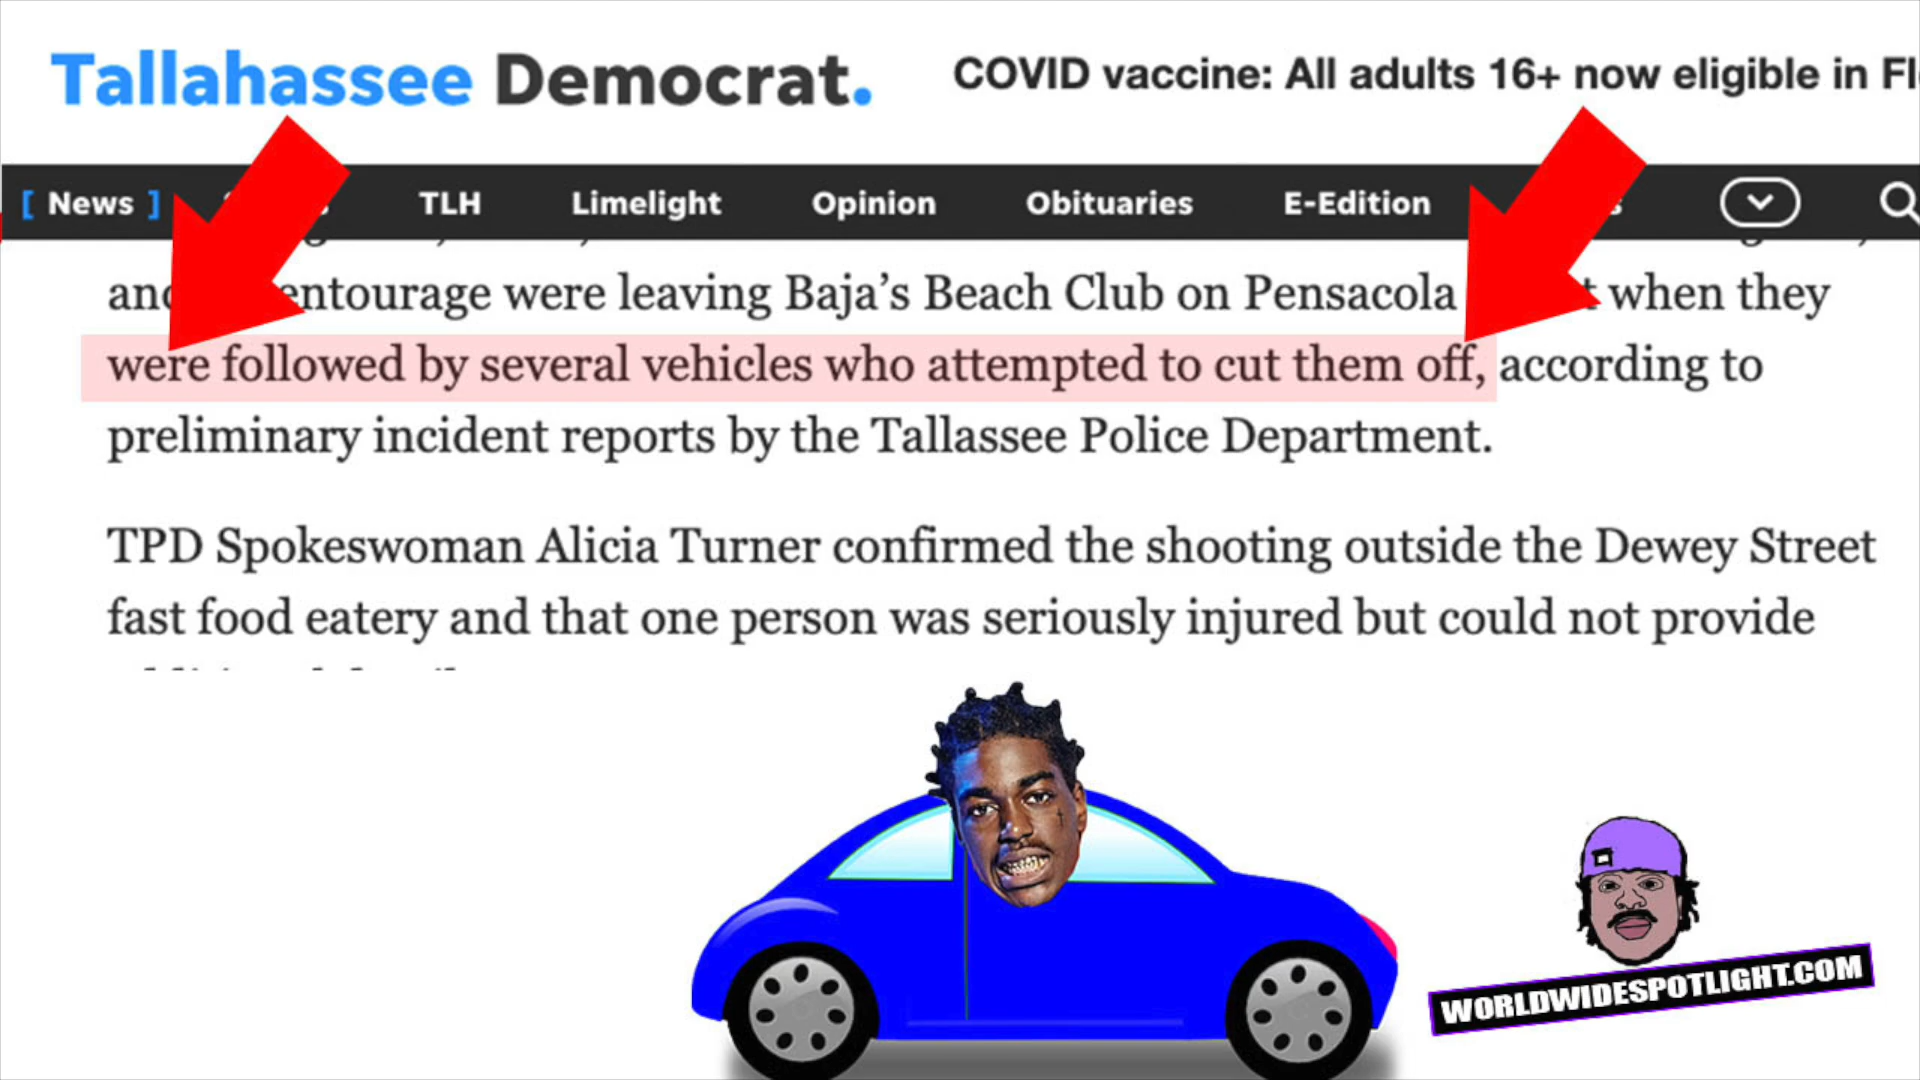 Tallahassee Democrat.
COVID vaccine: All adults 16+ now eligible in
[ News ] TLH Limelight Opinion Obituaries E-Edition
entourage were leaving Baja's Beach Club on Pensacola when they
were followed by several vehicles who attempted to cut them off, according to
preliminary incident reports by the Tallassee Police Department.
TPD Spokeswoman Alicia Turner confirmed the shooting outside the Dewey Street
fast food eatery and that one person was seriously injured but could not provide
WORLDWIDESPOTLIGHT.COM